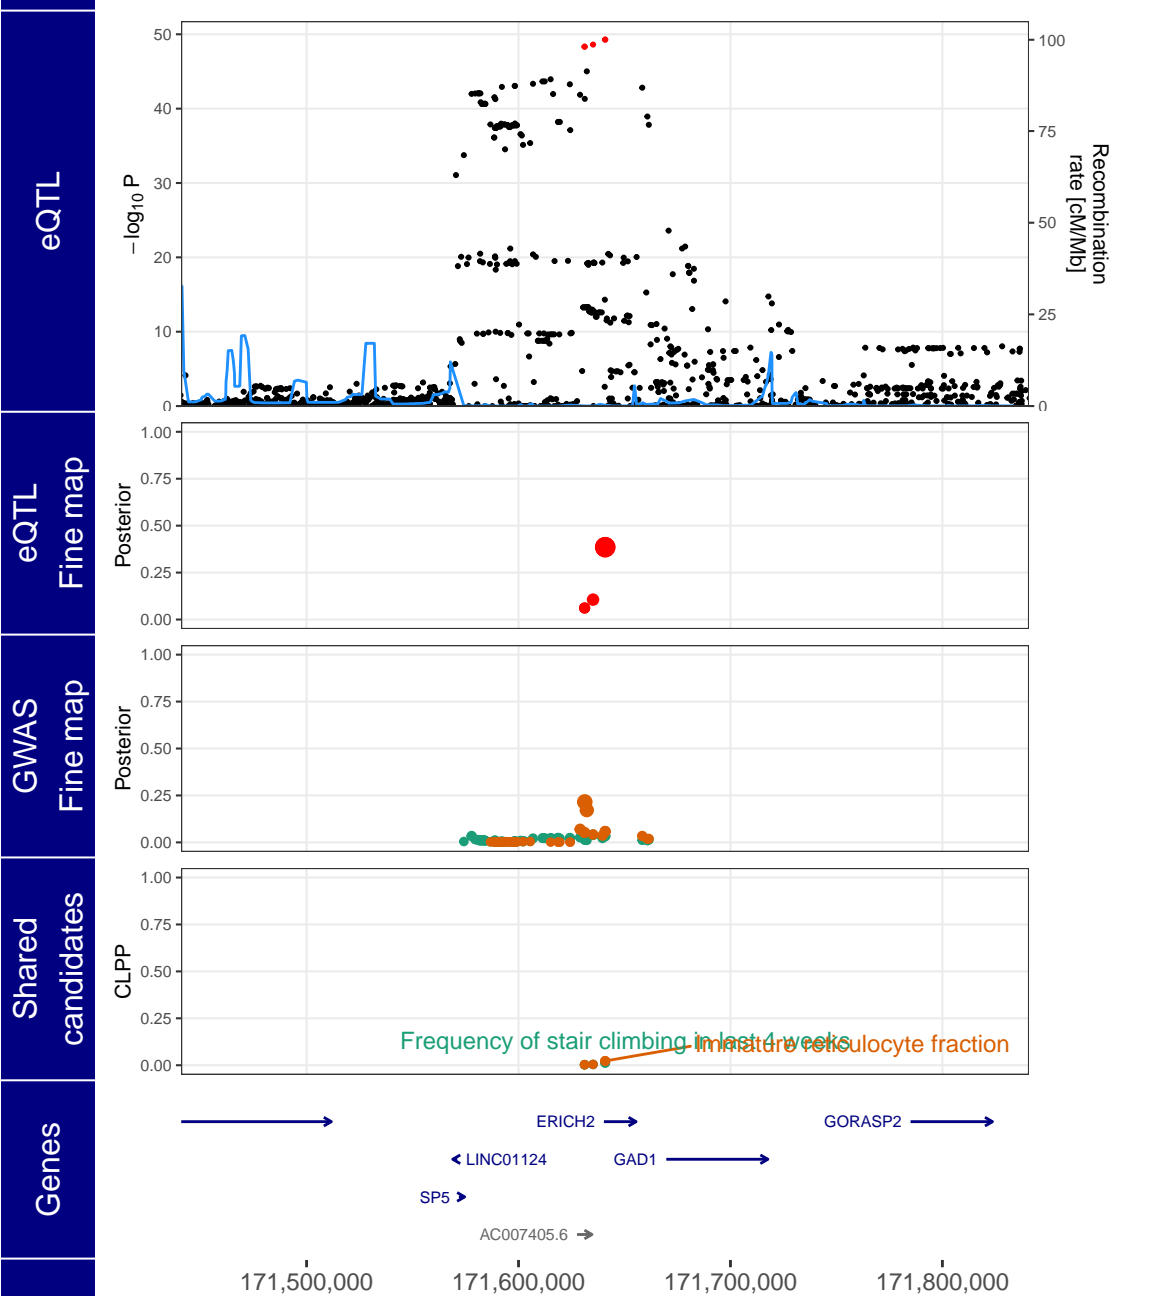 eQTL
−log10 P
50
40
30
20
10
0
100
75
50
25
0
Recombination
rate [cM/Mb]
eQTL
Fine map
Posterior
1.00
0.75
0.50
0.25
0.00
GWAS
Fine map
Posterior
1.00
0.75
0.50
0.25
0.00
Shared
candidates
CLPP
1.00
0.75
0.50
0.25
0.00
Frequency of stair climbing in last 4 weeks
Immature reticulocyte fraction
Genes
ERICH2
GORASP2
LINC01124
GAD1
SP5
AC007405.6
171,500,000
171,600,000
171,700,000
171,800,000